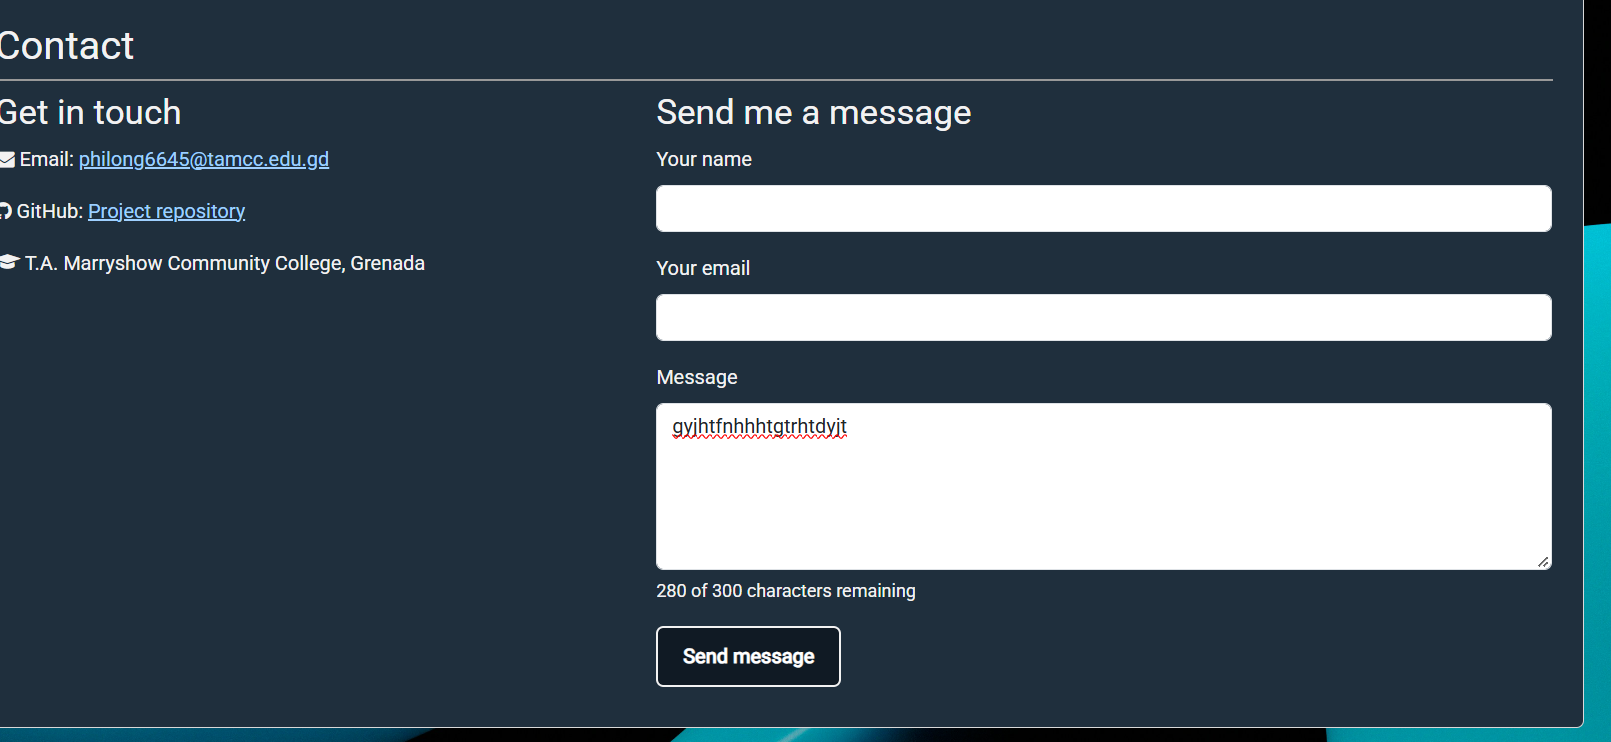 Contact
Get in touch
Email: philong6645@tamcc.edu.gd
GitHub: Project repository
T.A. Marryshow Community College, Grenada
Send me a message
Your name
Your email
Message
gyjhtfnhhhtgtrhtdyjt
280 of 300 characters remaining
Send message